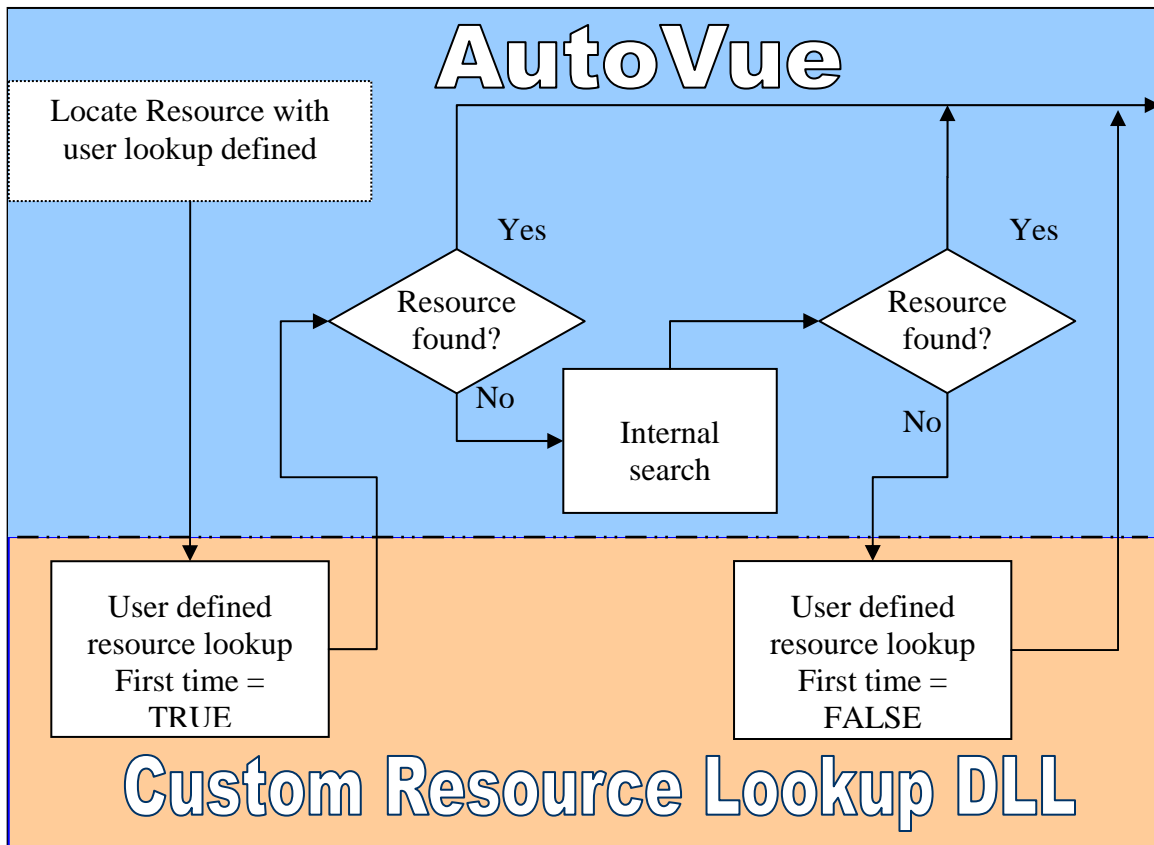 AutoVue
Locate Resource with
user lookup defined
Yes
Yes
Resource
found?
Resource
found?
No
Internal
search
No
User defined
resource lookup
First time =
TRUE
User defined
resource lookup
First time =
FALSE
Custom Resource Lookup DLL